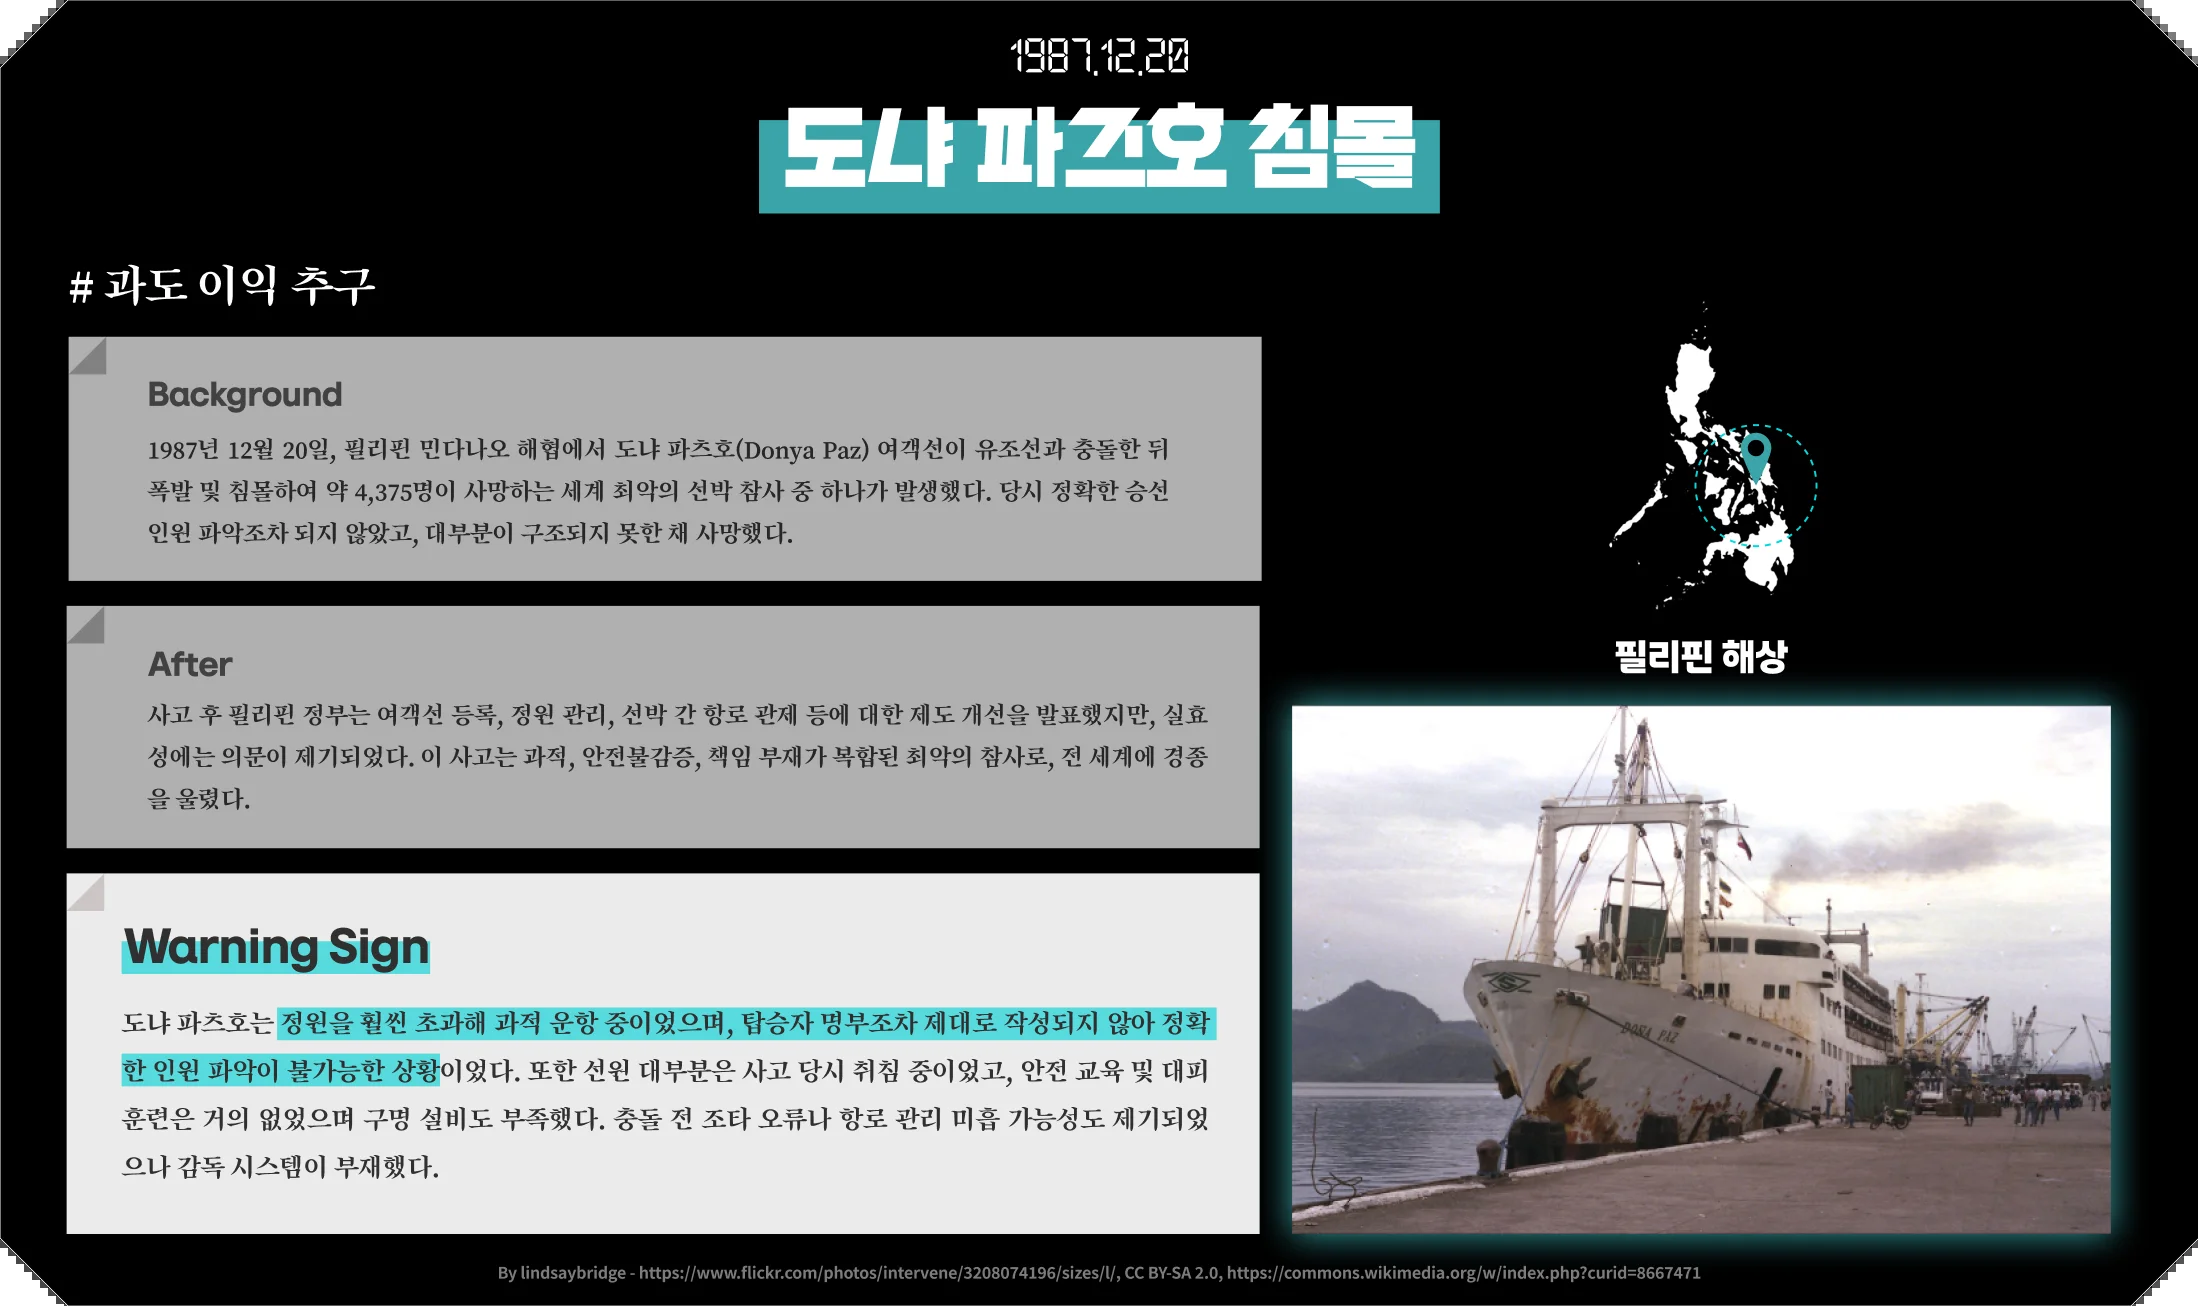 1987.12.20
도냐 파즈호 침몰
# 과도 이익 추구
Background
1987년 12월 20일, 필리핀 민다나오 해협에서 도냐 파츠호(Donya Paz) 여객선이 유조선과 충돌한 뒤
폭발 및 침몰하여 약 4,375명이 사망하는 세계 최악의 선박 참사 중 하나가 발생했다. 당시 정확한 승선
인원 파악조차 되지 않았고, 대부분이 구조되지 못한 채 사망했다.
After
사고 후 필리핀 정부는 여객선 등록, 정원 관리, 선박 간 항로 관제 등에 대한 제도 개선을 발표했지만, 실효
성에는 의문이 제기되었다. 이 사고는 과적, 안전불감증, 책임 부재가 복합된 최악의 참사로, 전 세계에 경종
을 울렸다.
Warning Sign
도냐 파츠호는 정원을 훨씬 초과해 과적 운항 중이었으며, 탑승자 명부조차 제대로 작성되지 않아 정확
한 인원 파악이 불가능한 상황이었다. 또한 선원 대부분은 사고 당시 취침 중이었고, 안전 교육 및 대피
훈련은 거의 없었으며 구명 설비도 부족했다. 충돌 전 조타 오류나 항로 관리 미흡 가능성도 제기되었
으나 감독 시스템이 부재했다.
필리핀 해상
DOÑA PAZ
By lindsaybridge - https://www.flickr.com/photos/intervene/3208074196/sizes/l/, CC BY-SA 2.0, https://commons.wikimedia.org/w/index.php?curid=8667471